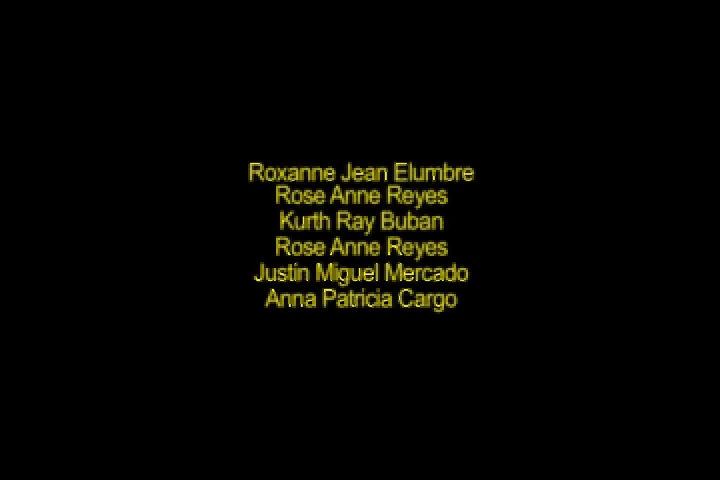 Roxanne Jean Elumbre
Rose Anne Reyes
Kurth Ray Buban
Rose Anne Reyes
Justin Miguel Mercado
Anna Patricia Cargo